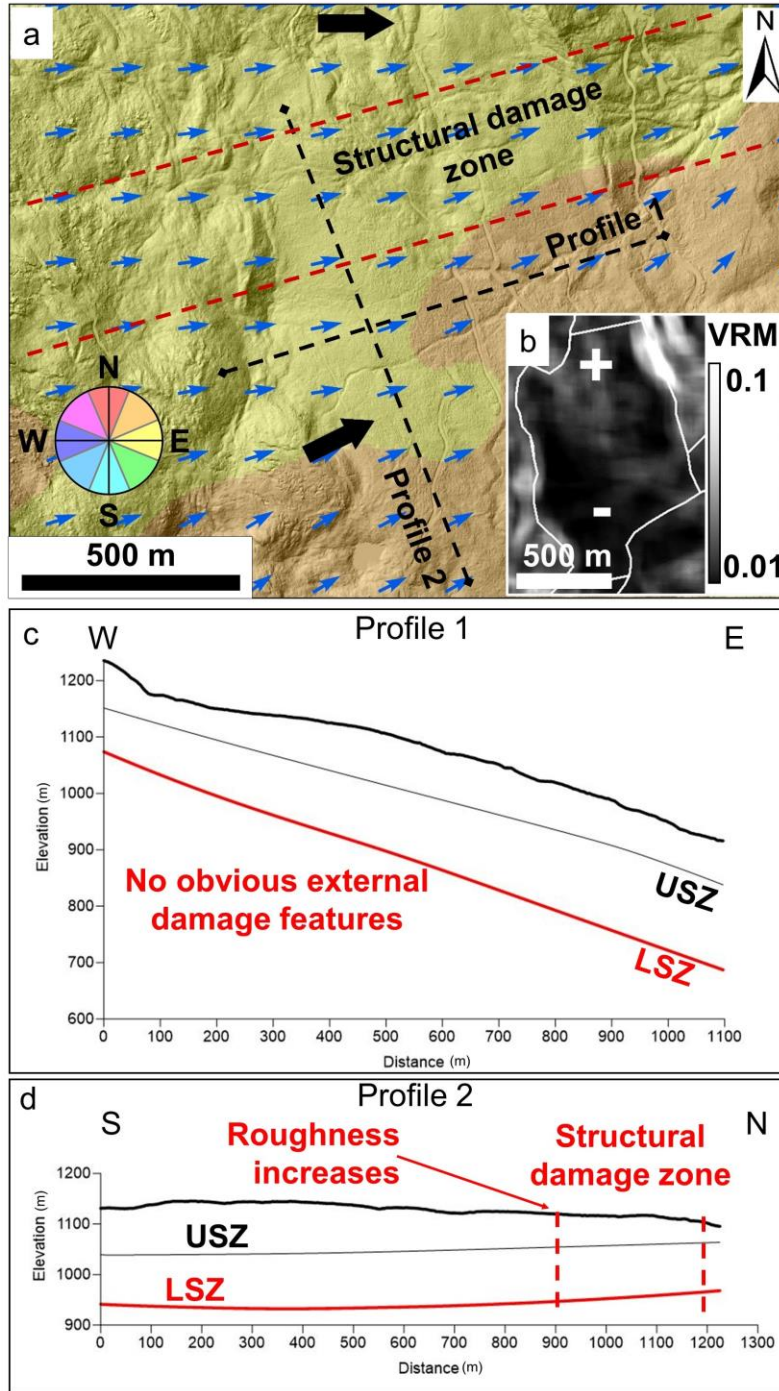 a
N
Structural damage
zone
Profile 1
Profile 2
N
W
E
S
500 m
b
VRM
+
-
0.1
0.01
500 m
c
W
Profile 1
E
1200
1100
1000
900
800
700
600
Elevation (m)
No obvious external
damage features
USZ
LSZ
0 100 200 300 400 500 600 700 800 900 1000 1100
Distance (m)
d
Profile 2
S
N
Roughness
increases
Structural
damage zone
1200
1100
1000
900
Elevation (m)
USZ
LSZ
0 100 200 300 400 500 600 700 800 900 1000 1100 1200 1300
Distance (m)